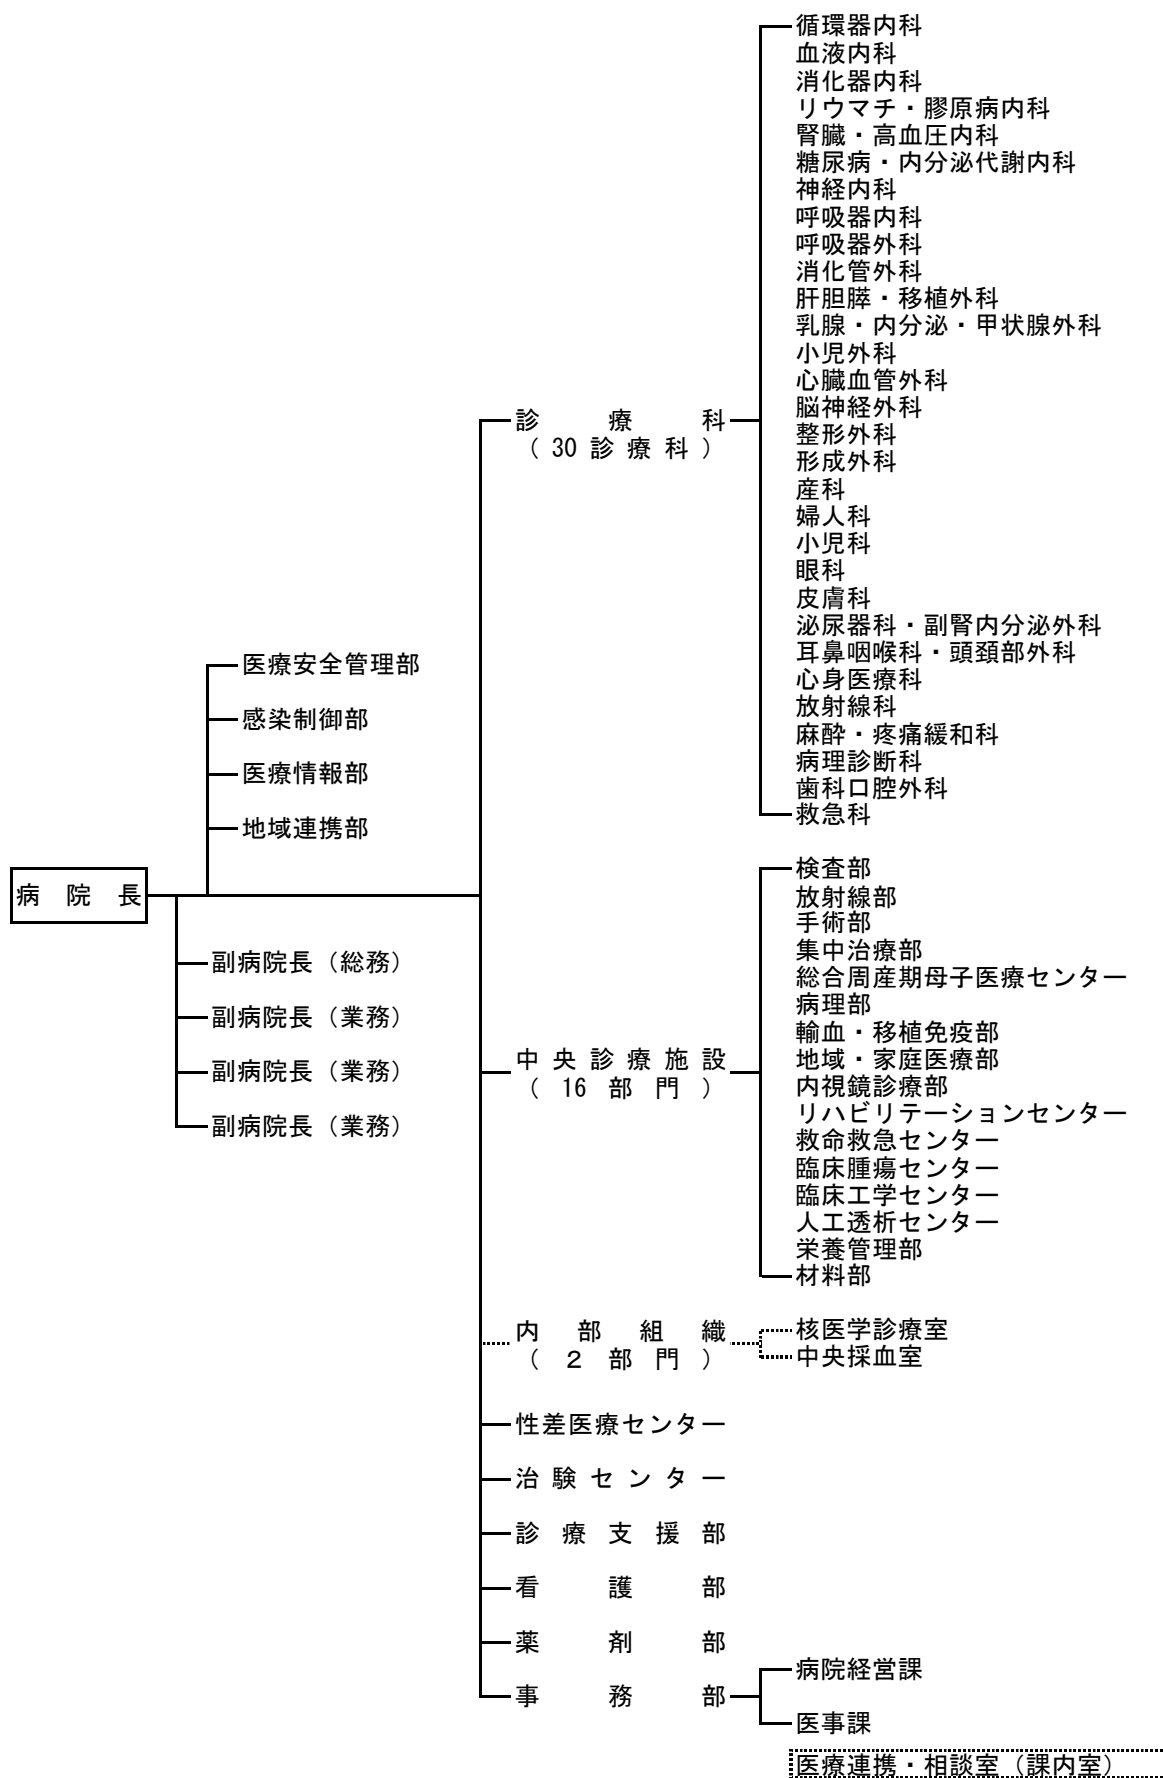 循環器内科
血液内科
消化器内科
リウマチ・膠原病内科
腎臓・高血圧内科
糖尿病・内分泌代謝内科
神経内科
呼吸器内科
呼吸器外科
消化管外科
肝胆膵・移植外科
乳腺・内分泌・甲状腺外科
小児外科
心臓血管外科
脳神経外科
診療科
(30診療科)
整形外科
形成外科
産科
婦人科
小児科
眼科
皮膚科
泌尿器科・副腎内分泌外科
耳鼻咽喉科・頭頚部外科
心身医療科
放射線科
麻酔・疼痛緩和科
病理診断科
歯科口腔外科
救急科
医療安全管理部
感染制御部
医療情報部
地域連携部
病院長
副病院長(総務)
副病院長(業務)
副病院長(業務)
副病院長(業務)
中央診療施設
(16部門)
検査部
放射線部
手術部
集中治療部
総合周産期母子医療センター
病理部
輸血・移植免疫部
地域・家庭医療部
内視鏡診療部
リハビリテーションセンター
救命救急センター
臨床腫瘍センター
臨床工学センター
人工透析センター
栄養管理部
材料部
内部組織
(2部門)
核医学診療室
中央採血室
性差医療センター
治験センター
診療支援部
看護部
薬剤部
事務部
病院経営課
医事課
医療連携・相談室(課内室)